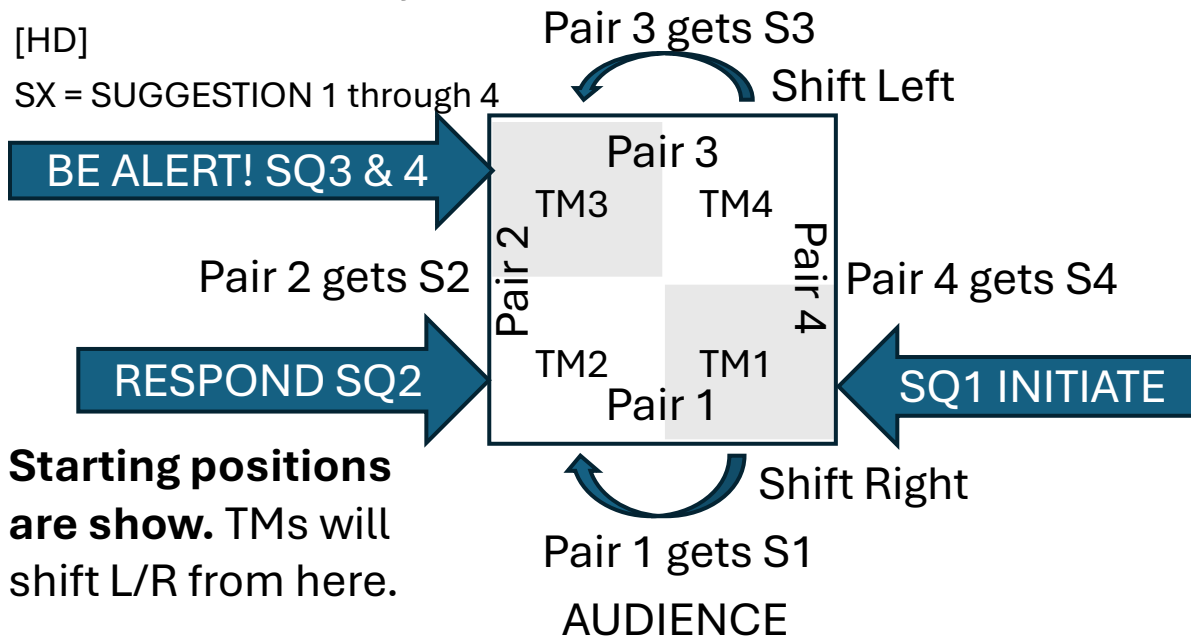 [HD]
SX = SUGGESTION 1 through 4
Pair 3 gets S3
Shift Left
BE ALERT! SQ3 & 4
Pair 3
TM3
TM4
Pair 2
Pair 4
Pair 2 gets S2
Pair 4 gets S4
RESPOND SQ2
TM2
TM1
Pair 1
SQ1 INITIATE
Starting positions
are show. TMs will
shift L/R from here.
Shift Right
Pair 1 gets S1
AUDIENCE